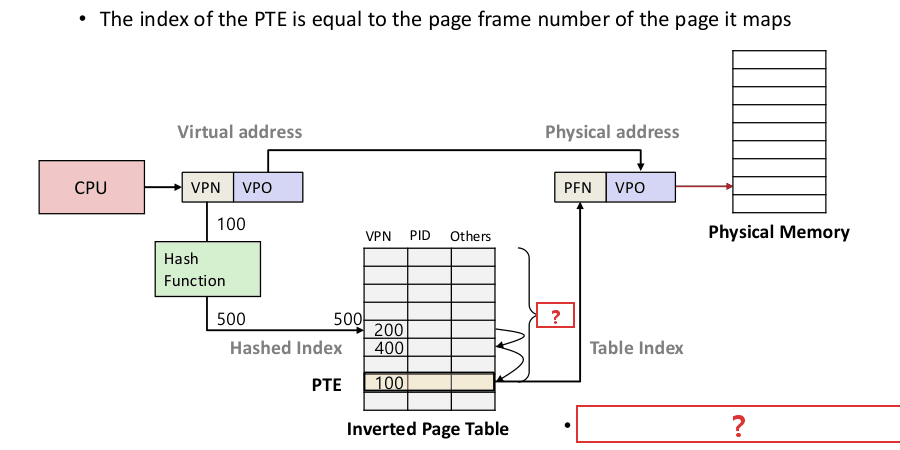 • The index of the PTE is equal to the page frame number of the page it maps
Virtual address
Physical address
CPU
VPN VPO
PFN VPO
Physical Memory
100
Hash
Function
VPN PID Others
?
500
500
200
Hashed Index
400
Table Index
PTE
100
Inverted Page Table
• ?